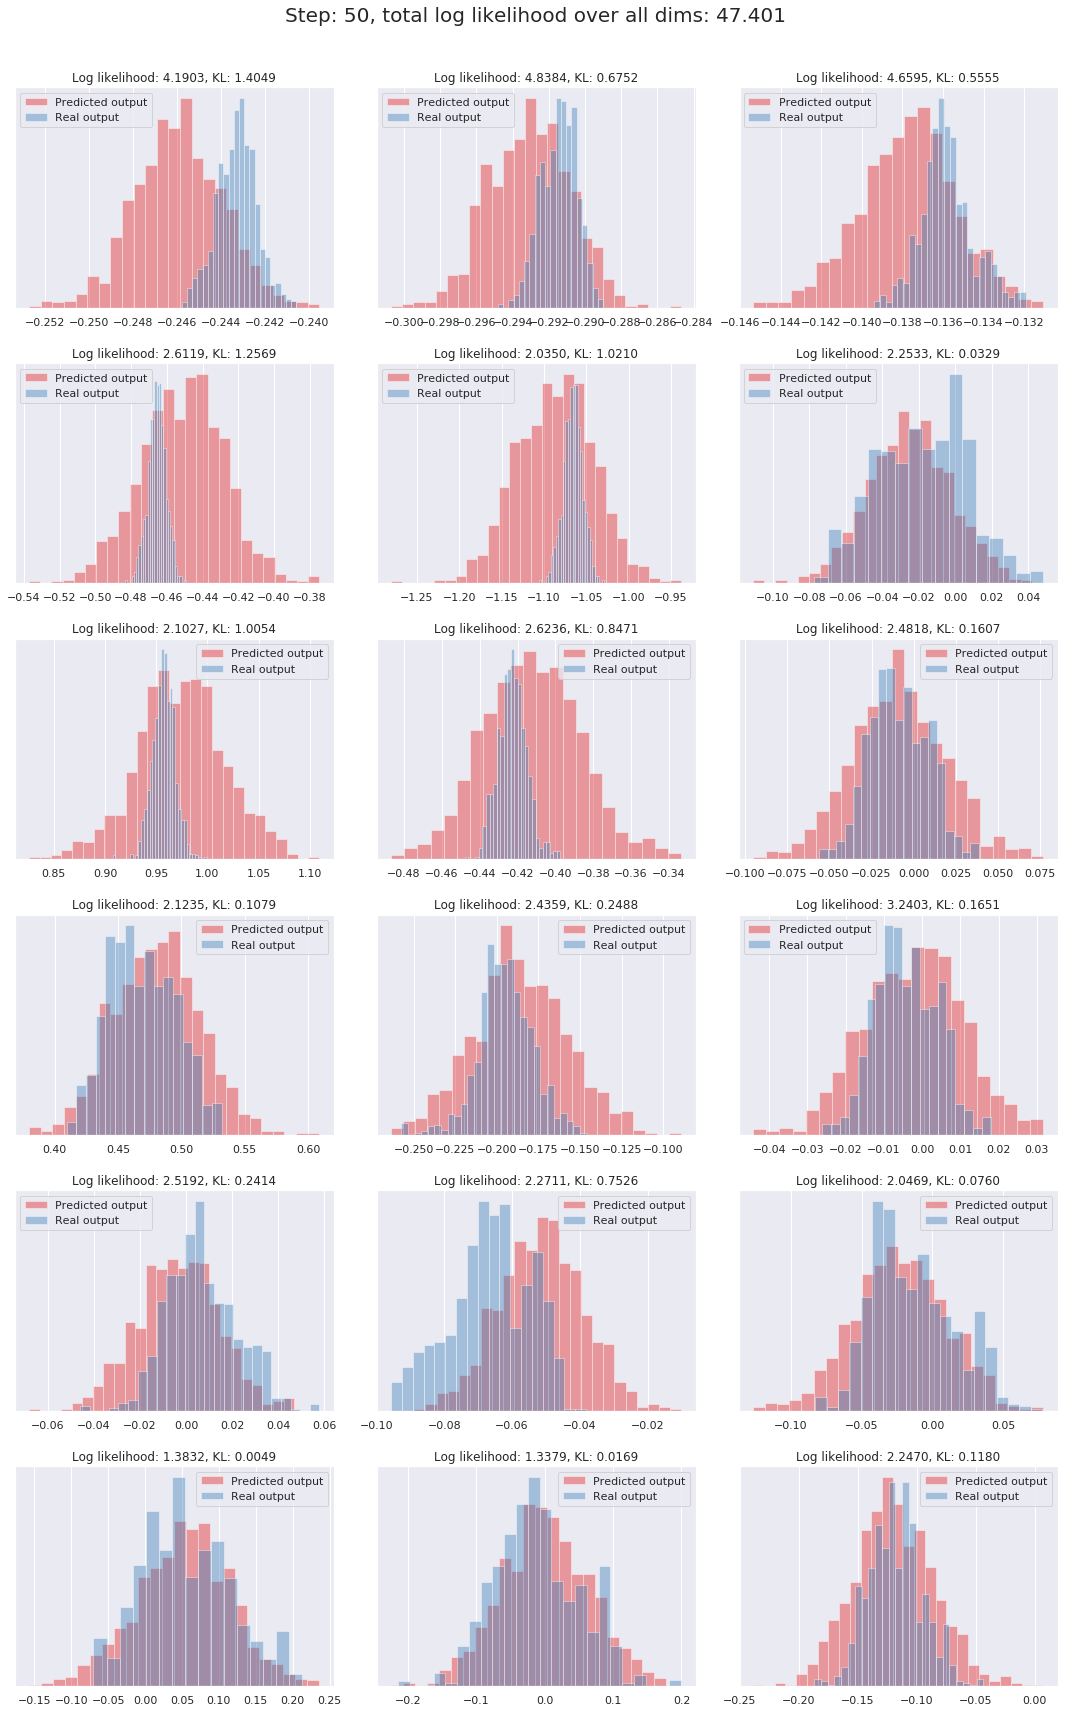 Step: 50, total log likelihood over all dims: 47.401
Log likelihood: 4.1903, KL: 1.4049
Predicted output
Real output
−0.252 −0.250 −0.248 −0.246 −0.244 −0.242 −0.240
Log likelihood: 4.8384, KL: 0.6752
Predicted output
Real output
−0.300 −0.298 −0.296 −0.294 −0.292 −0.290 −0.288 −0.286 −0.284
Log likelihood: 4.6595, KL: 0.5555
Predicted output
Real output
−0.146 −0.144 −0.142 −0.140 −0.138 −0.136 −0.134 −0.132
Log likelihood: 2.6119, KL: 1.2569
Predicted output
Real output
−0.54 −0.52 −0.50 −0.48 −0.46 −0.44 −0.42 −0.40 −0.38
Log likelihood: 2.0350, KL: 1.0210
Predicted output
Real output
−1.25 −1.20 −1.15 −1.10 −1.05 −1.00 −0.95
Log likelihood: 2.2533, KL: 0.0329
Predicted output
Real output
−0.10 −0.08 −0.06 −0.04 −0.02 0.00 0.02 0.04
Log likelihood: 2.1027, KL: 1.0054
Predicted output
Real output
0.85 0.90 0.95 1.00 1.05 1.10
Log likelihood: 2.6236, KL: 0.8471
Predicted output
Real output
−0.48 −0.46 −0.44 −0.42 −0.40 −0.38 −0.36 −0.34
Log likelihood: 2.4818, KL: 0.1607
Predicted output
Real output
−0.100 −0.075 −0.050 −0.025 0.000 0.025 0.050 0.075
Log likelihood: 2.1235, KL: 0.1079
Predicted output
Real output
0.40 0.45 0.50 0.55 0.60
Log likelihood: 2.4359, KL: 0.2488
Predicted output
Real output
−0.250 −0.225 −0.200 −0.175 −0.150 −0.125 −0.100
Log likelihood: 3.2403, KL: 0.1651
Predicted output
Real output
−0.04 −0.03 −0.02 −0.01 0.00 0.01 0.02 0.03
Log likelihood: 2.5192, KL: 0.2414
Predicted output
Real output
−0.06 −0.04 −0.02 0.00 0.02 0.04 0.06
Log likelihood: 2.2711, KL: 0.7526
Predicted output
Real output
−0.10 −0.08 −0.06 −0.04 −0.02
Log likelihood: 2.0469, KL: 0.0760
Predicted output
Real output
−0.10 −0.05 0.00 0.05
Log likelihood: 1.3832, KL: 0.0049
Predicted output
Real output
−0.15 −0.10 −0.05 0.00 0.05 0.10 0.15 0.20 0.25
Log likelihood: 1.3379, KL: 0.0169
Predicted output
Real output
−0.2 −0.1 0.0 0.1 0.2
Log likelihood: 2.2470, KL: 0.1180
Predicted output
Real output
−0.25 −0.20 −0.15 −0.10 −0.05 0.00